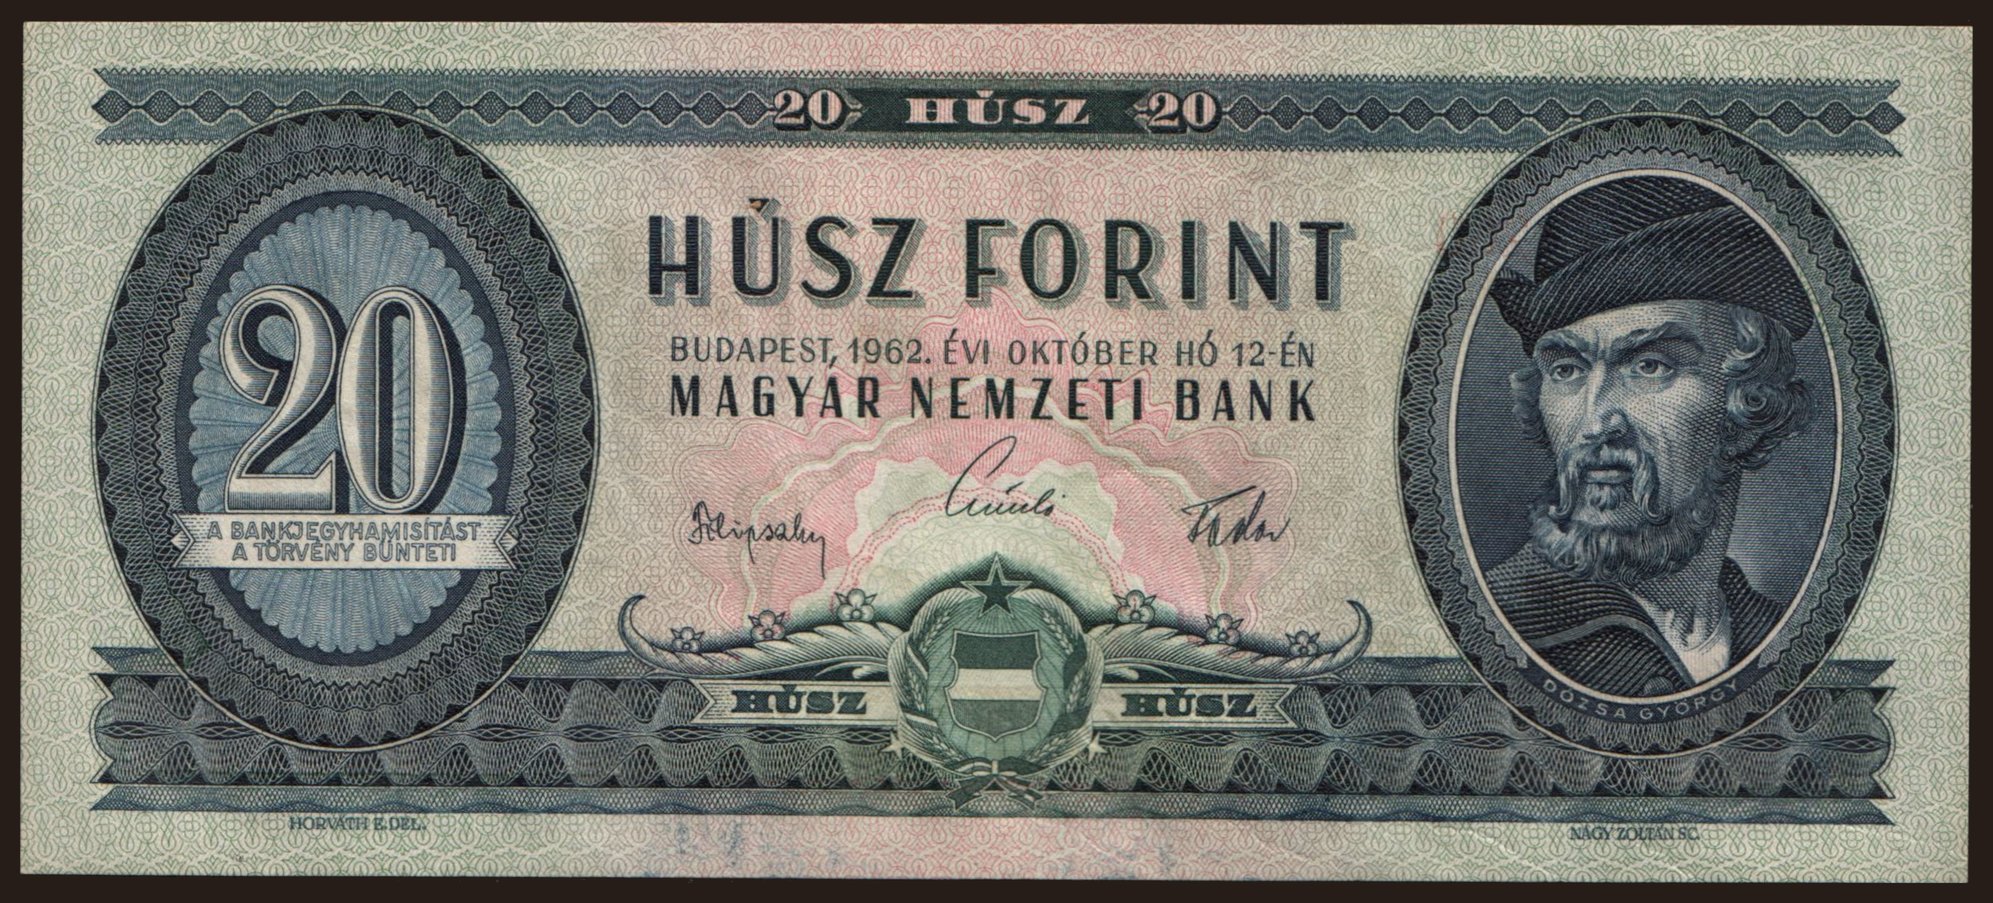 20 HÚSZ 20
HÚSZ FORINT
BUDAPEST, 1962. ÉVI OKTÓBER HÓ 12-ÉN
MAGYAR NEMZETI BANK
20
A BANKJEGYHAMISÍTÁST
A TÖRVÉNY BÜNTETI
HÚSZ HÚSZ
DÓZSA GYÖRGY
HORVÁTH E. DEL.
NAGY ZOLTÁN SC.